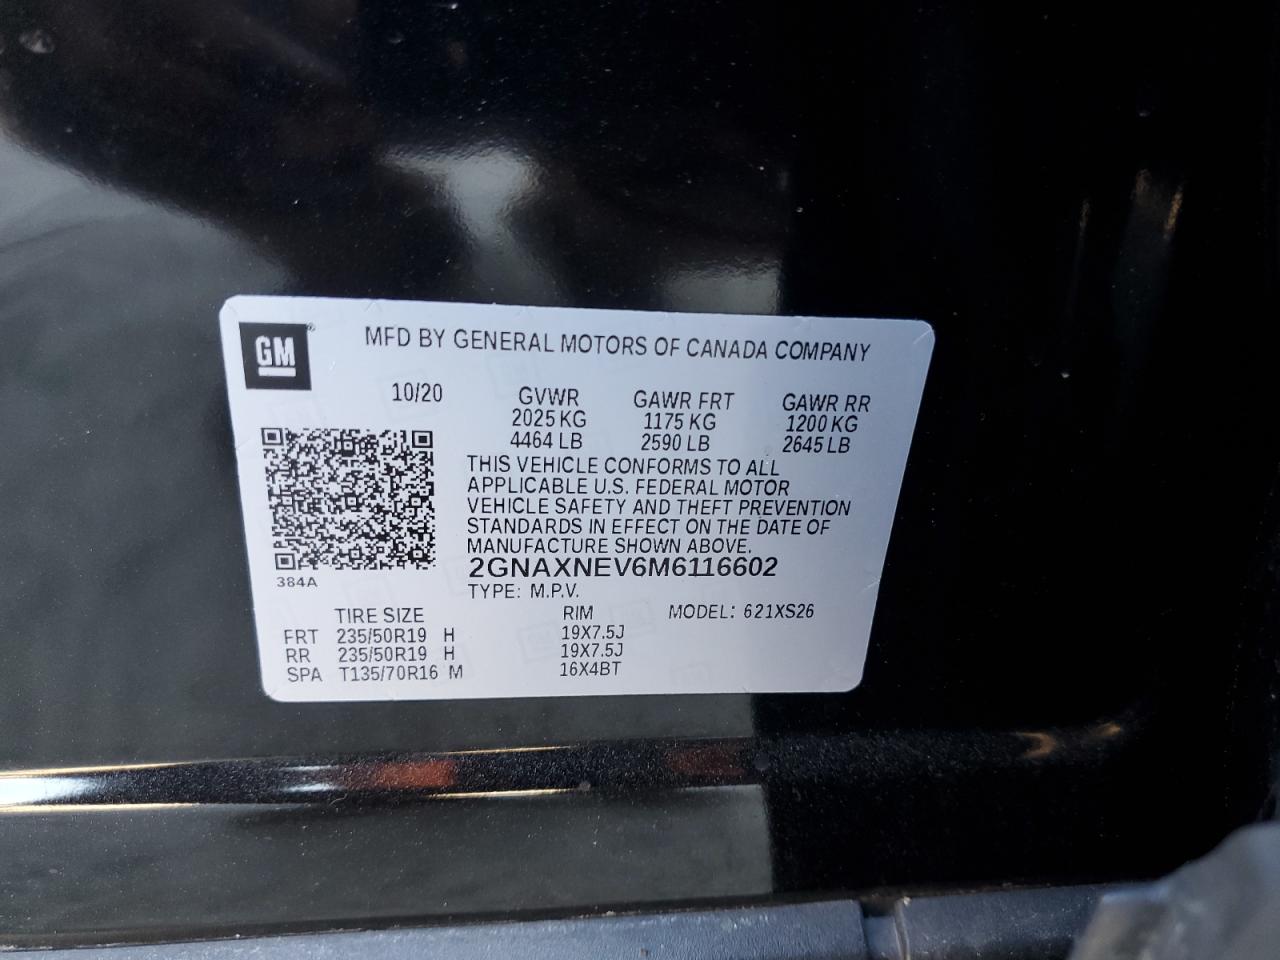 GM
MFD BY GENERAL MOTORS OF CANADA COMPANY
10/20
GVWR GAWR FRT GAWR RR
2025 KG 1175 KG 1200 KG
4464 LB 2590 LB 2645 LB
THIS VEHICLE CONFORMS TO ALL
APPLICABLE U.S. FEDERAL MOTOR
VEHICLE SAFETY AND THEFT PREVENTION
STANDARDS IN EFFECT ON THE DATE OF
MANUFACTURE SHOWN ABOVE.
2GNAXNEV6M6116602
384A
TYPE: M.P.V.
TIRE SIZE RIM MODEL: 621XS26
FRT 235/50R19 H 19X7.5J
RR 235/50R19 H 19X7.5J
SPA T135/70R16 M 16X4BT